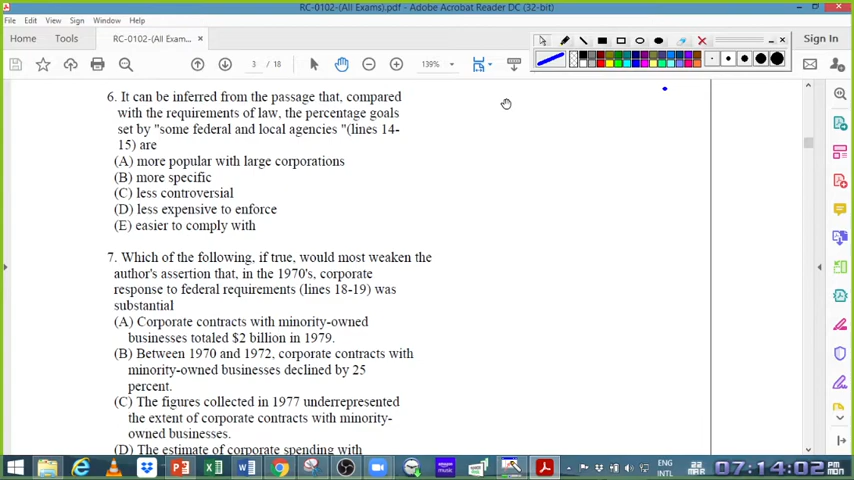 RC-0102-(All Exams).pdf - Adobe Acrobat Reader DC (32-bit)
File Edit View Sign Window Help
Home Tools RC-0102-(All Exam... × Sign In
3 / 18 139%
6. It can be inferred from the passage that, compared
with the requirements of law, the percentage goals
set by "some federal and local agencies "(lines 14-
15) are
(A) more popular with large corporations
(B) more specific
(C) less controversial
(D) less expensive to enforce
(E) easier to comply with
7. Which of the following, if true, would most weaken the
author's assertion that, in the 1970's, corporate
response to federal requirements (lines 18-19) was
substantial
(A) Corporate contracts with minority-owned
businesses totaled $2 billion in 1979.
(B) Between 1970 and 1972, corporate contracts with
minority-owned businesses declined by 25
percent.
(C) The figures collected in 1977 underrepresented
the extent of corporate contracts with minority-
owned businesses.
(D) The estimate of corporate spending with
ENG
INTL
22
MAR
07:14:02 PM
MON